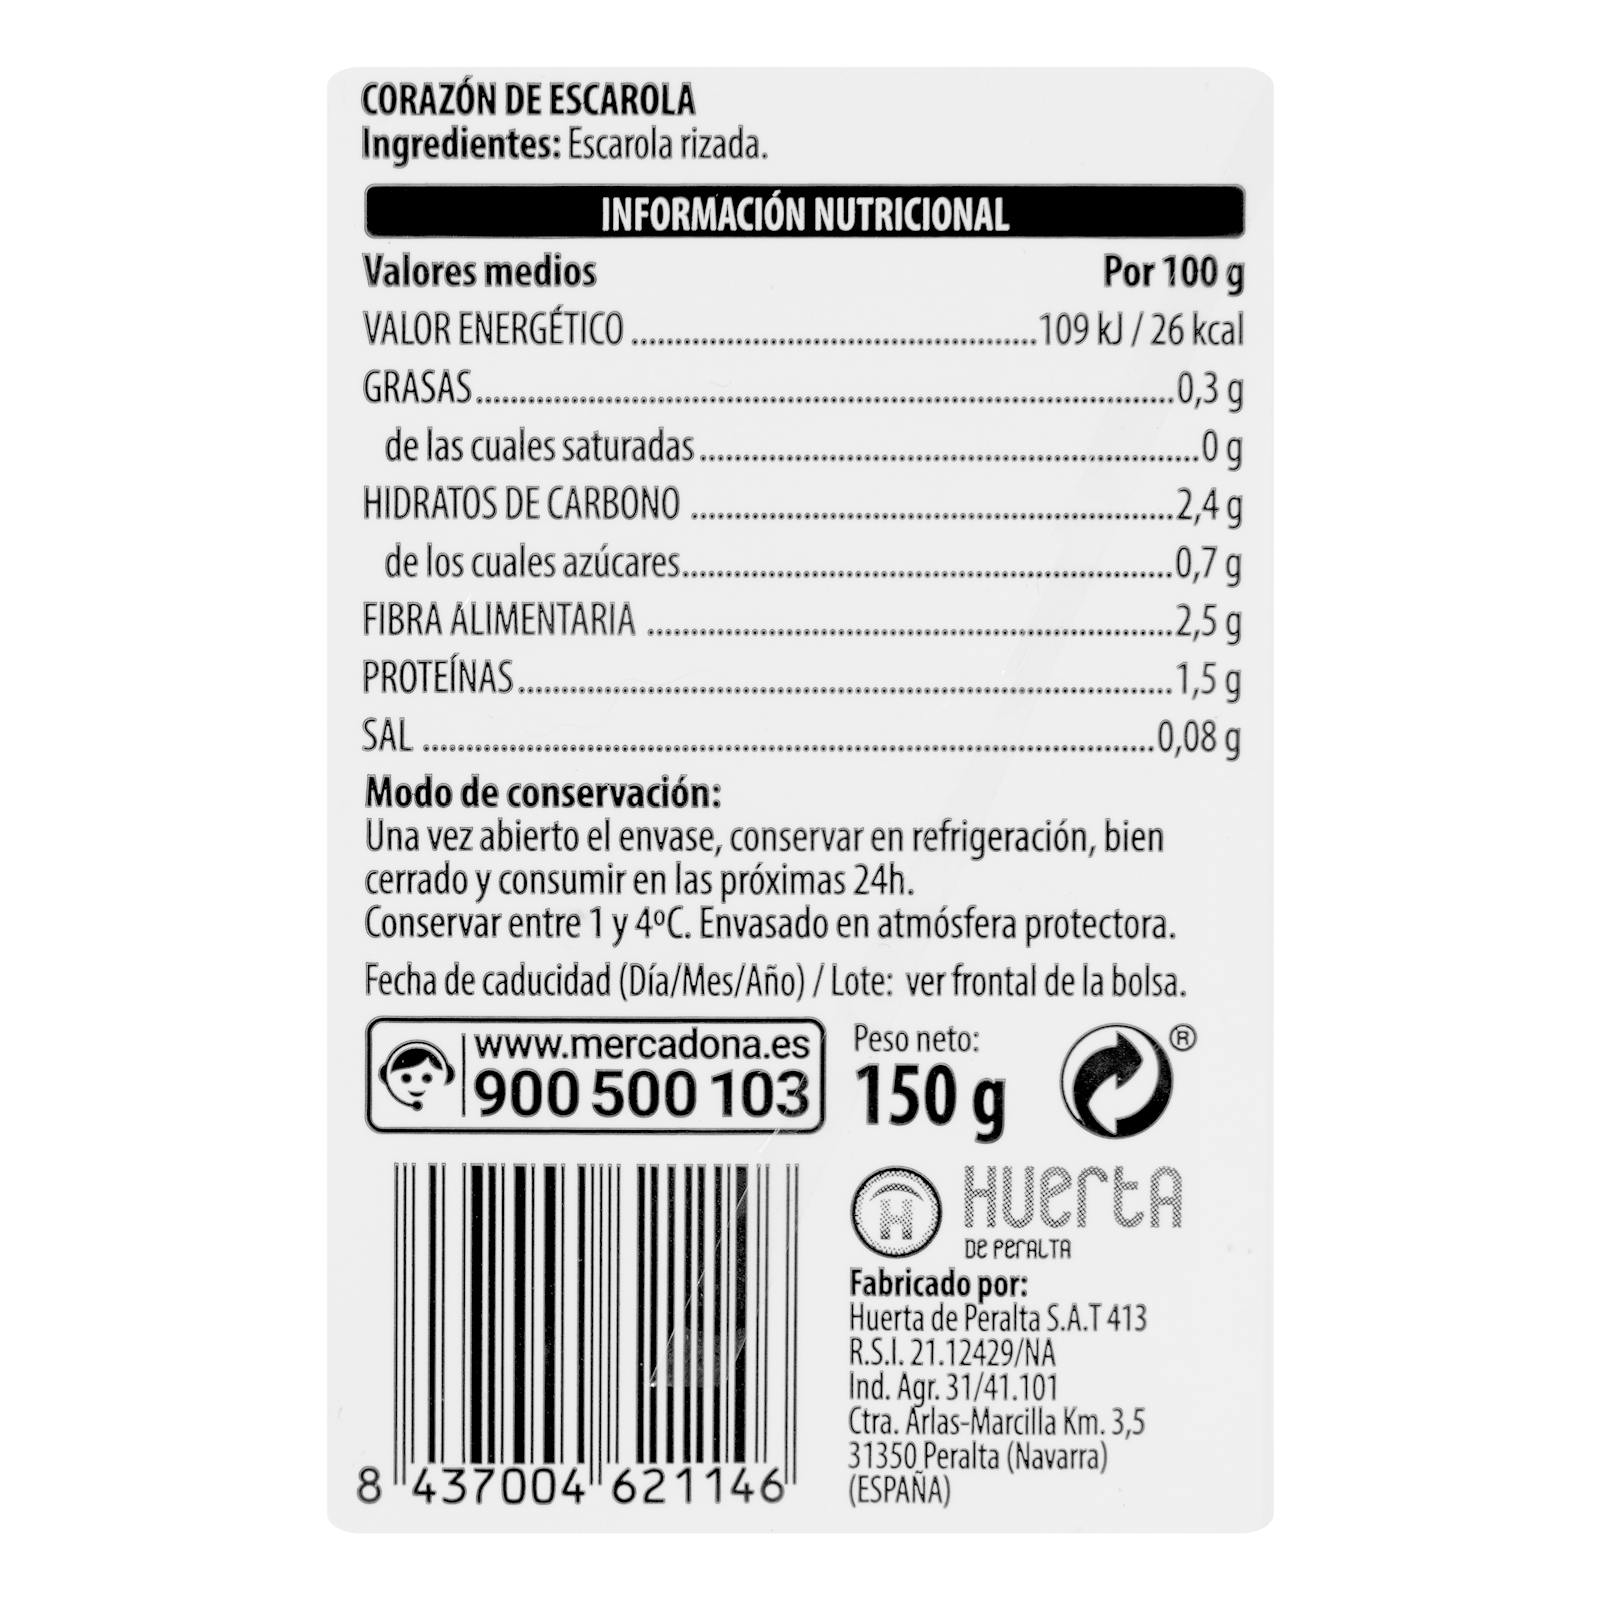 CORAZÓN DE ESCAROLA
Ingredientes: Escarola rizada.
INFORMACIÓN NUTRICIONAL
Valores medios Por 100 g
VALOR ENERGÉTICO ........ 109 kJ / 26 kcal
GRASAS ........ 0,3 g
de las cuales saturadas ........ 0 g
HIDRATOS DE CARBONO ........ 2,4 g
de los cuales azúcares ........ 0,7 g
FIBRA ALIMENTARIA ........ 2,5 g
PROTEÍNAS ........ 1,5 g
SAL ........ 0,08 g
Modo de conservación:
Una vez abierto el envase, conservar en refrigeración, bien
cerrado y consumir en las próximas 24h.
Conservar entre 1 y 4ºC. Envasado en atmósfera protectora.
Fecha de caducidad (Día/Mes/Año) / Lote: ver frontal de la bolsa.
www.mercadona.es
900 500 103
Peso neto:
150 g
®
8 437004 621146
H
HUERTA
DE PERALTA
Fabricado por:
Huerta de Peralta S.A.T 413
R.S.I. 21.12429/NA
Ind. Agr. 31/41.101
Ctra. Arlas-Marcilla Km. 3,5
31350 Peralta (Navarra)
(ESPAÑA)